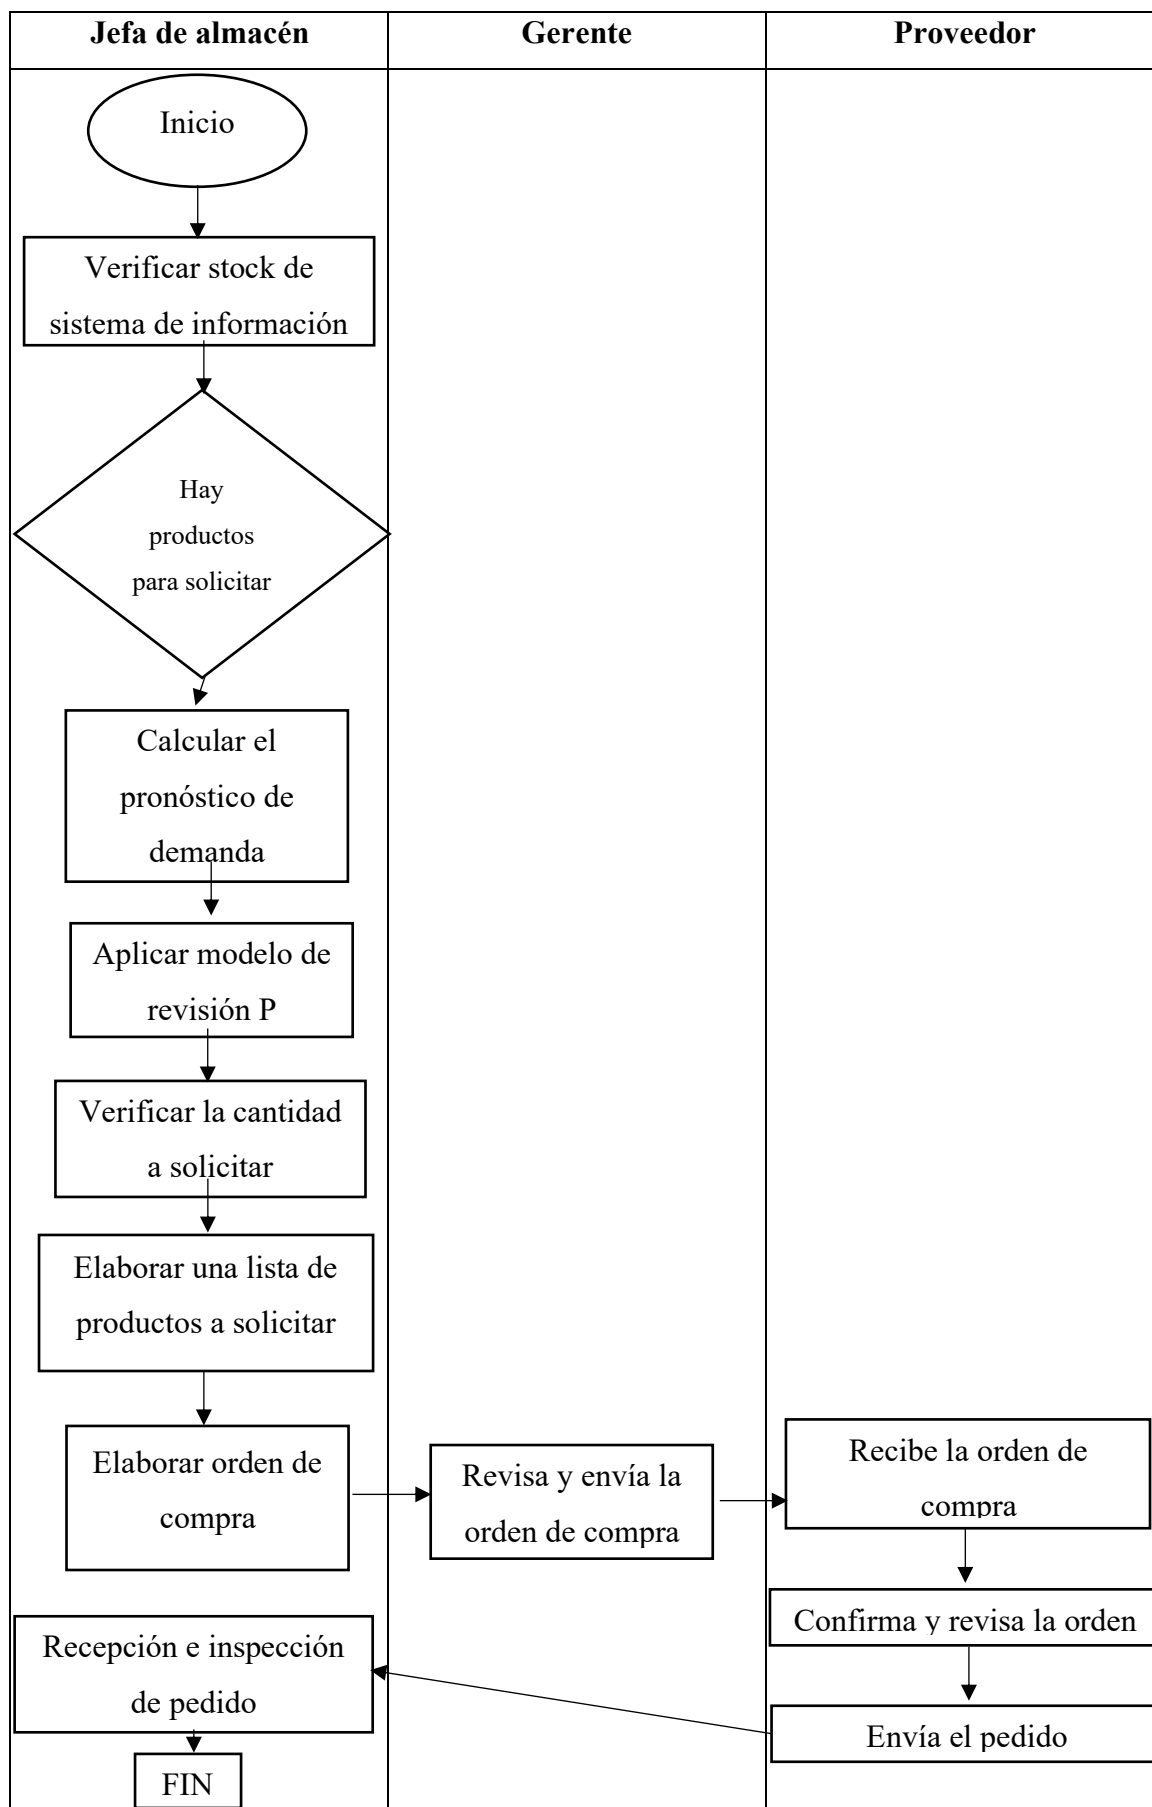 Jefa de almacén
Gerente
Proveedor
Inicio
Verificar stock de
sistema de información
Hay
productos
para solicitar
Calcular el
pronóstico de
demanda
Aplicar modelo de
revisión P
Verificar la cantidad
a solicitar
Elaborar una lista de
productos a solicitar
Elaborar orden de
compra
Revisa y envía la
orden de compra
Recibe la orden de
compra
Confirma y revisa la orden
Envía el pedido
Recepción e inspección
de pedido
FIN